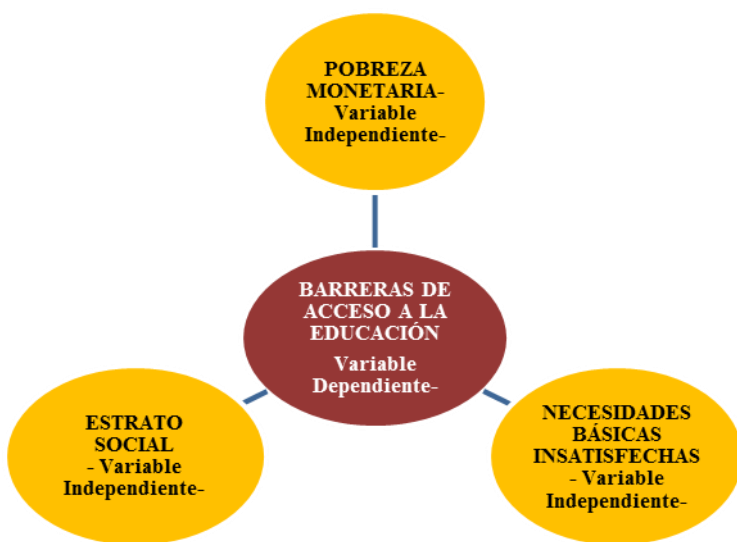 POBREZA
MONETARIA-
Variable
Independiente-
BARRERAS DE
ACCESO A LA
EDUCACIÓN
Variable
Dependiente-
ESTRATO
SOCIAL
- Variable
Independiente-
NECESIDADES
BÁSICAS
INSATISFECHAS
- Variable
Independiente-